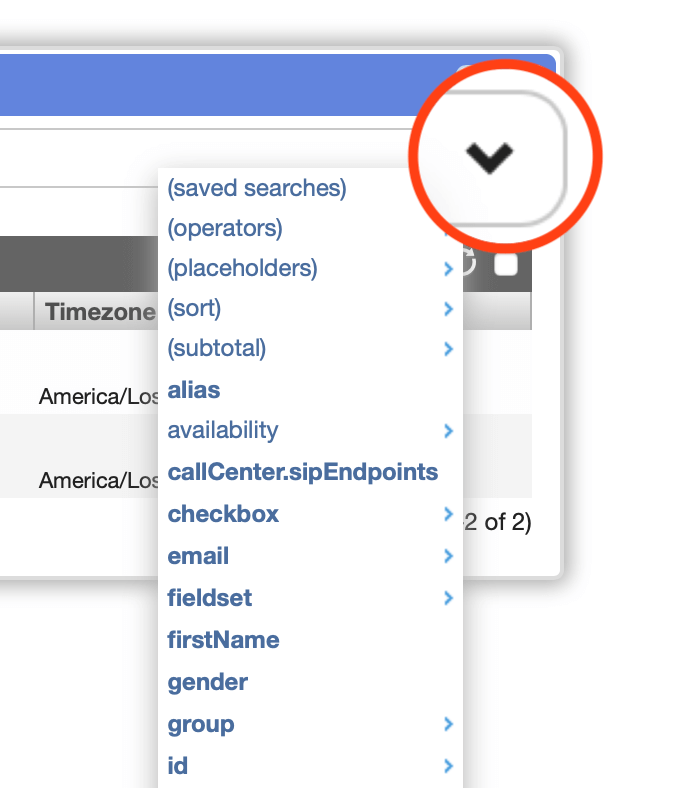 (saved searches)
(operators)
(placeholders)
(sort)
Timezone
(subtotal)
alias
America/Los
availability
callCenter.sipEndpoints
America/Los
checkbox
2 of 2)
email
fieldset
firstName
gender
group
id